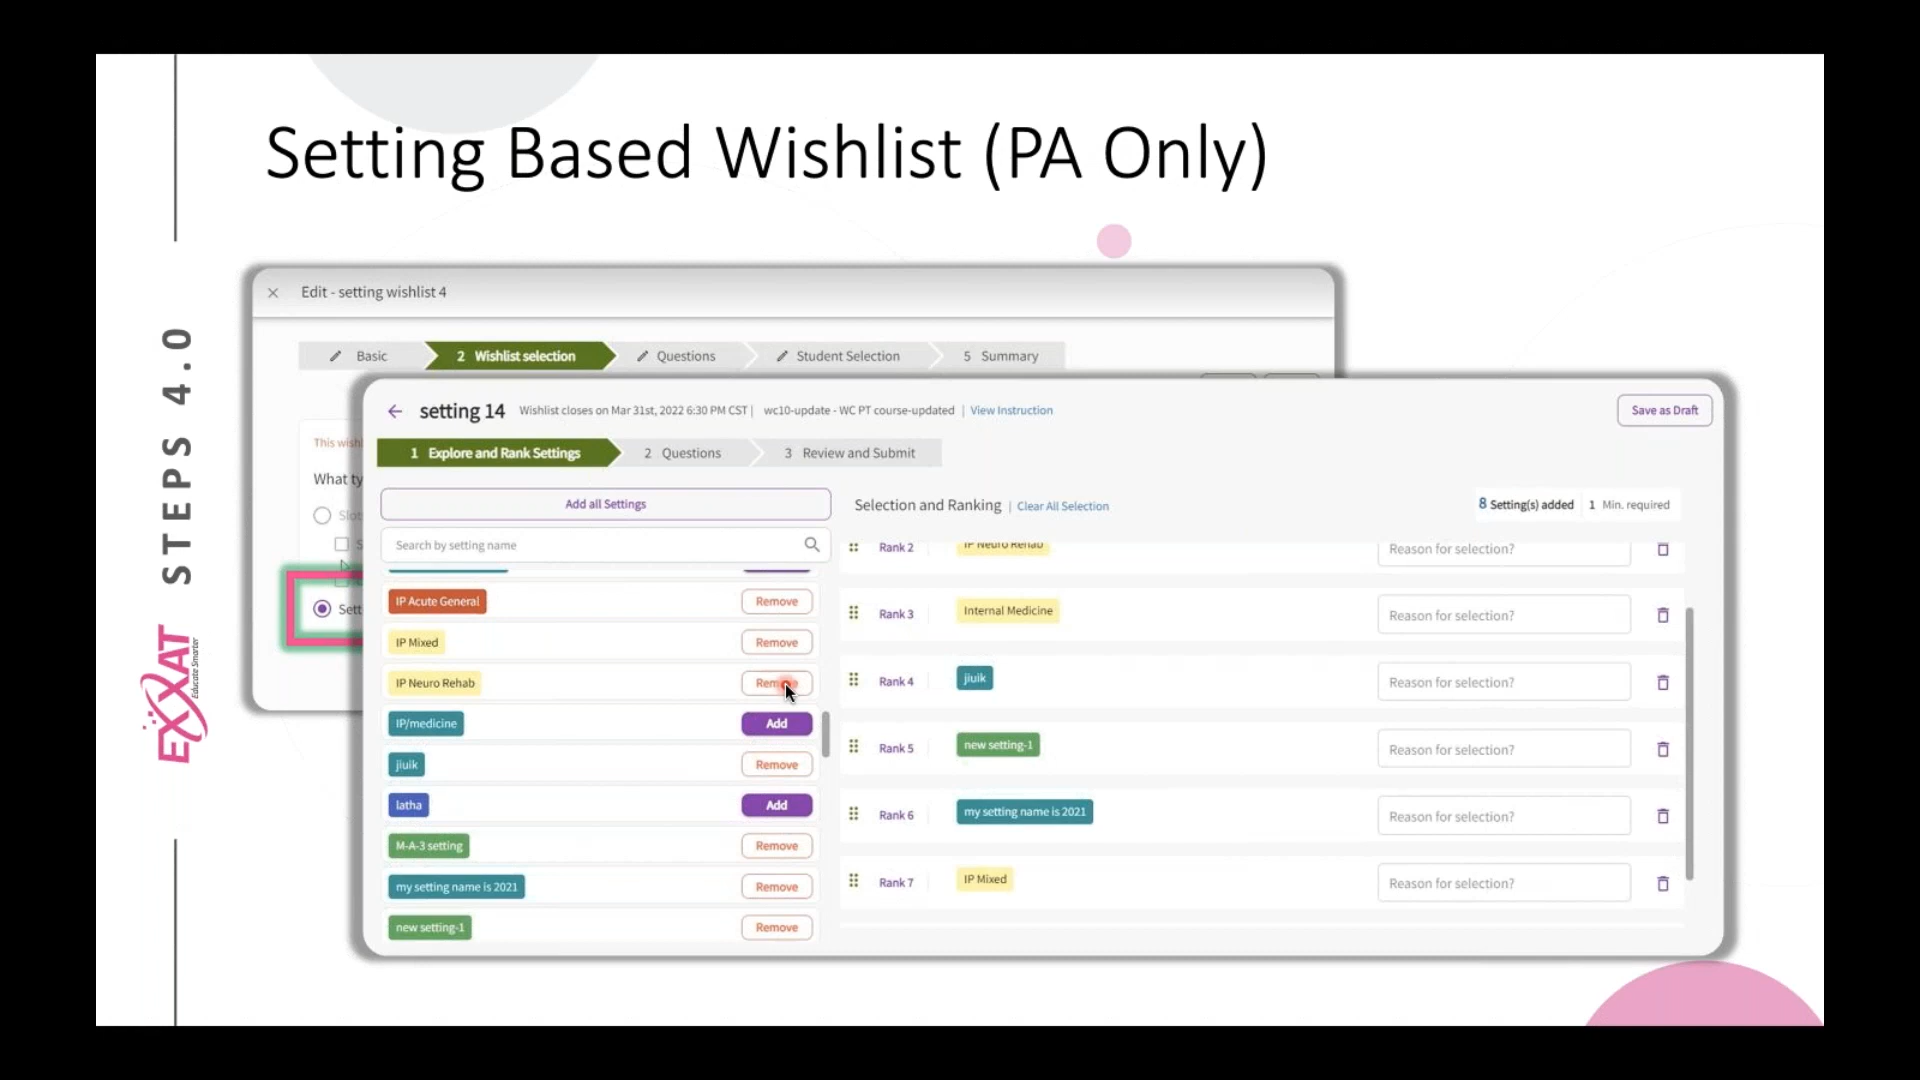 Setting Based Wishlist (PA Only)
STEPS 4.0
EXXAT
Educate Smarter
Edit - setting wishlist 4
Basic
2 Wishlist selection
Questions
Student Selection
5 Summary
This
What
setting 14
Wishlist closes on Mar 31st, 2022 6:30 PM CST | wc10-update - WC PT course-updated | View Instruction
Save as Draft
1 Explore and Rank Settings
2 Questions
3 Review and Submit
Add all Settings
Search by setting name
IP Acute General Remove
IP Mixed Remove
IP Neuro Rehab Remove
IP/medicine Add
jiuik Remove
latha Add
M-A-3 setting Remove
my setting name is 2021 Remove
new setting-1 Remove
Selection and Ranking | Clear All Selection
8 Setting(s) added 1 Min. required
Rank 2 IP Neuro Rehab Reason for selection?
Rank 3 Internal Medicine Reason for selection?
Rank 4 jiuik Reason for selection?
Rank 5 new setting-1 Reason for selection?
Rank 6 my setting name is 2021 Reason for selection?
Rank 7 IP Mixed Reason for selection?